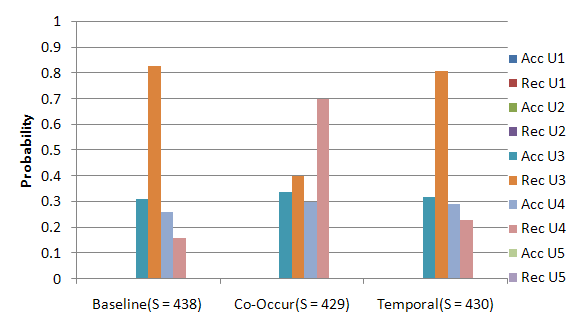 Probability
1
0.9
0.8
0.7
0.6
0.5
0.4
0.3
0.2
0.1
0
Baseline(S = 438)
Co-Occur(S = 429)
Temporal(S = 430)
Acc U1
Rec U1
Acc U2
Rec U2
Acc U3
Rec U3
Acc U4
Rec U4
Acc U5
Rec U5